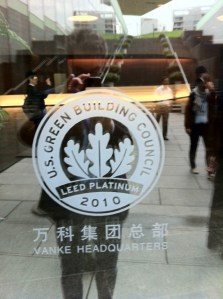 U.S. GREEN BUILDING COUNCIL
LEED PLATINUM
2010
万科集团总部
VANKE HEADQUARTERS